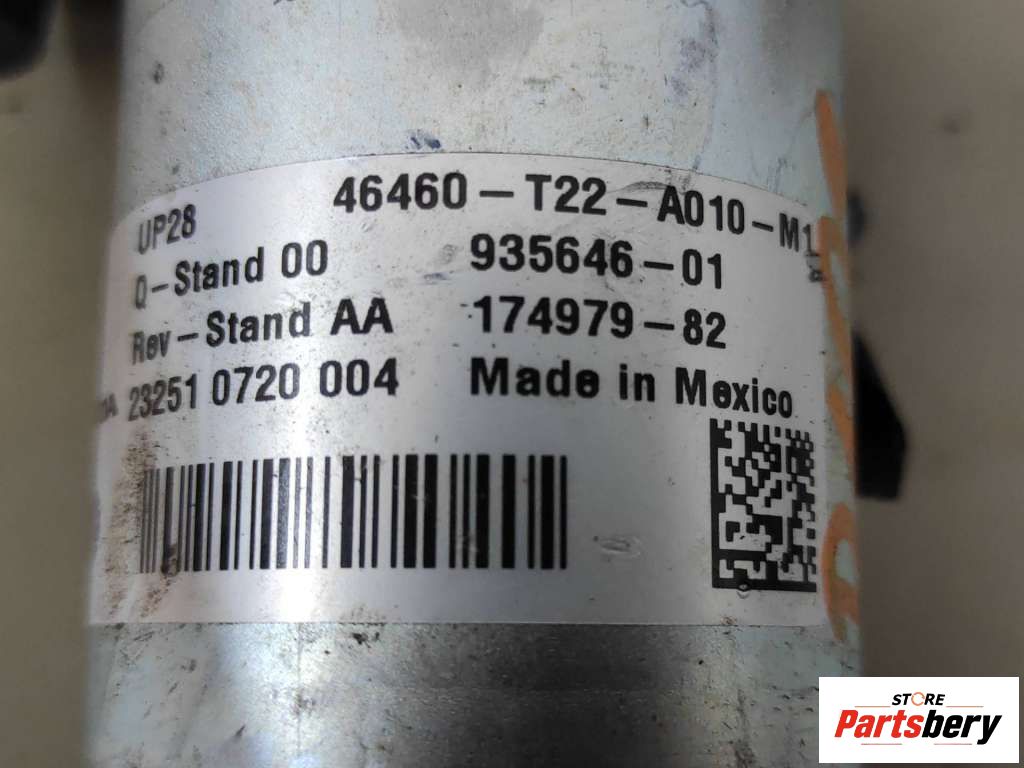 UP28 46460-T22-A010-M1
Q-Stand 00 935646-01
Rev-Stand AA 174979-82
23251 0720 004 Made in Mexico
STORE
Partsbery